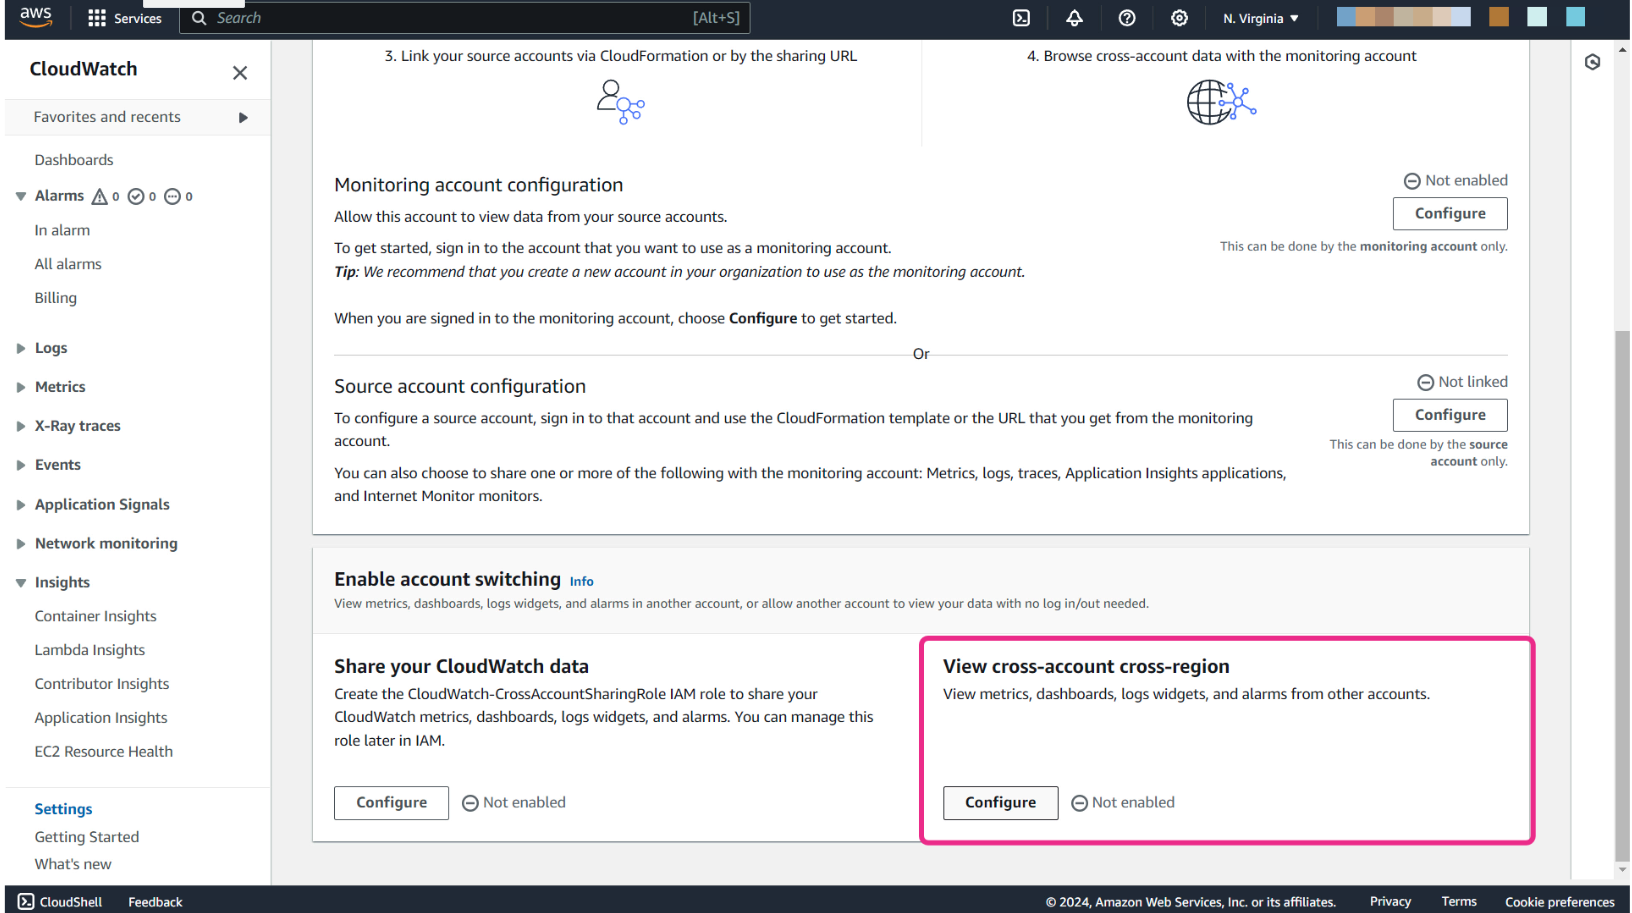 aws
Services
Search
[Alt+S]
N. Virginia
CloudWatch
Favorites and recents
Dashboards
Alarms 0 0 0
In alarm
All alarms
Billing
Logs
Metrics
X-Ray traces
Events
Application Signals
Network monitoring
Insights
Container Insights
Lambda Insights
Contributor Insights
Application Insights
EC2 Resource Health
Settings
Getting Started
What's new
3. Link your source accounts via CloudFormation or by the sharing URL
4. Browse cross-account data with the monitoring account
Monitoring account configuration
Allow this account to view data from your source accounts.
To get started, sign in to the account that you want to use as a monitoring account.
Tip: We recommend that you create a new account in your organization to use as the monitoring account.
When you are signed in to the monitoring account, choose Configure to get started.
Not enabled
Configure
This can be done by the monitoring account only.
Or
Source account configuration
To configure a source account, sign in to that account and use the CloudFormation template or the URL that you get from the monitoring
account.
You can also choose to share one or more of the following with the monitoring account: Metrics, logs, traces, Application Insights applications,
and Internet Monitor monitors.
Not linked
Configure
This can be done by the source
account only.
Enable account switching Info
View metrics, dashboards, logs widgets, and alarms in another account, or allow another account to view your data with no log in/out needed.
Share your CloudWatch data
Create the CloudWatch-CrossAccountSharingRole IAM role to share your
CloudWatch metrics, dashboards, logs widgets, and alarms. You can manage this
role later in IAM.
Configure
Not enabled
View cross-account cross-region
View metrics, dashboards, logs widgets, and alarms from other accounts.
Configure
Not enabled
CloudShell
Feedback
© 2024, Amazon Web Services, Inc. or its affiliates.
Privacy
Terms
Cookie preferences